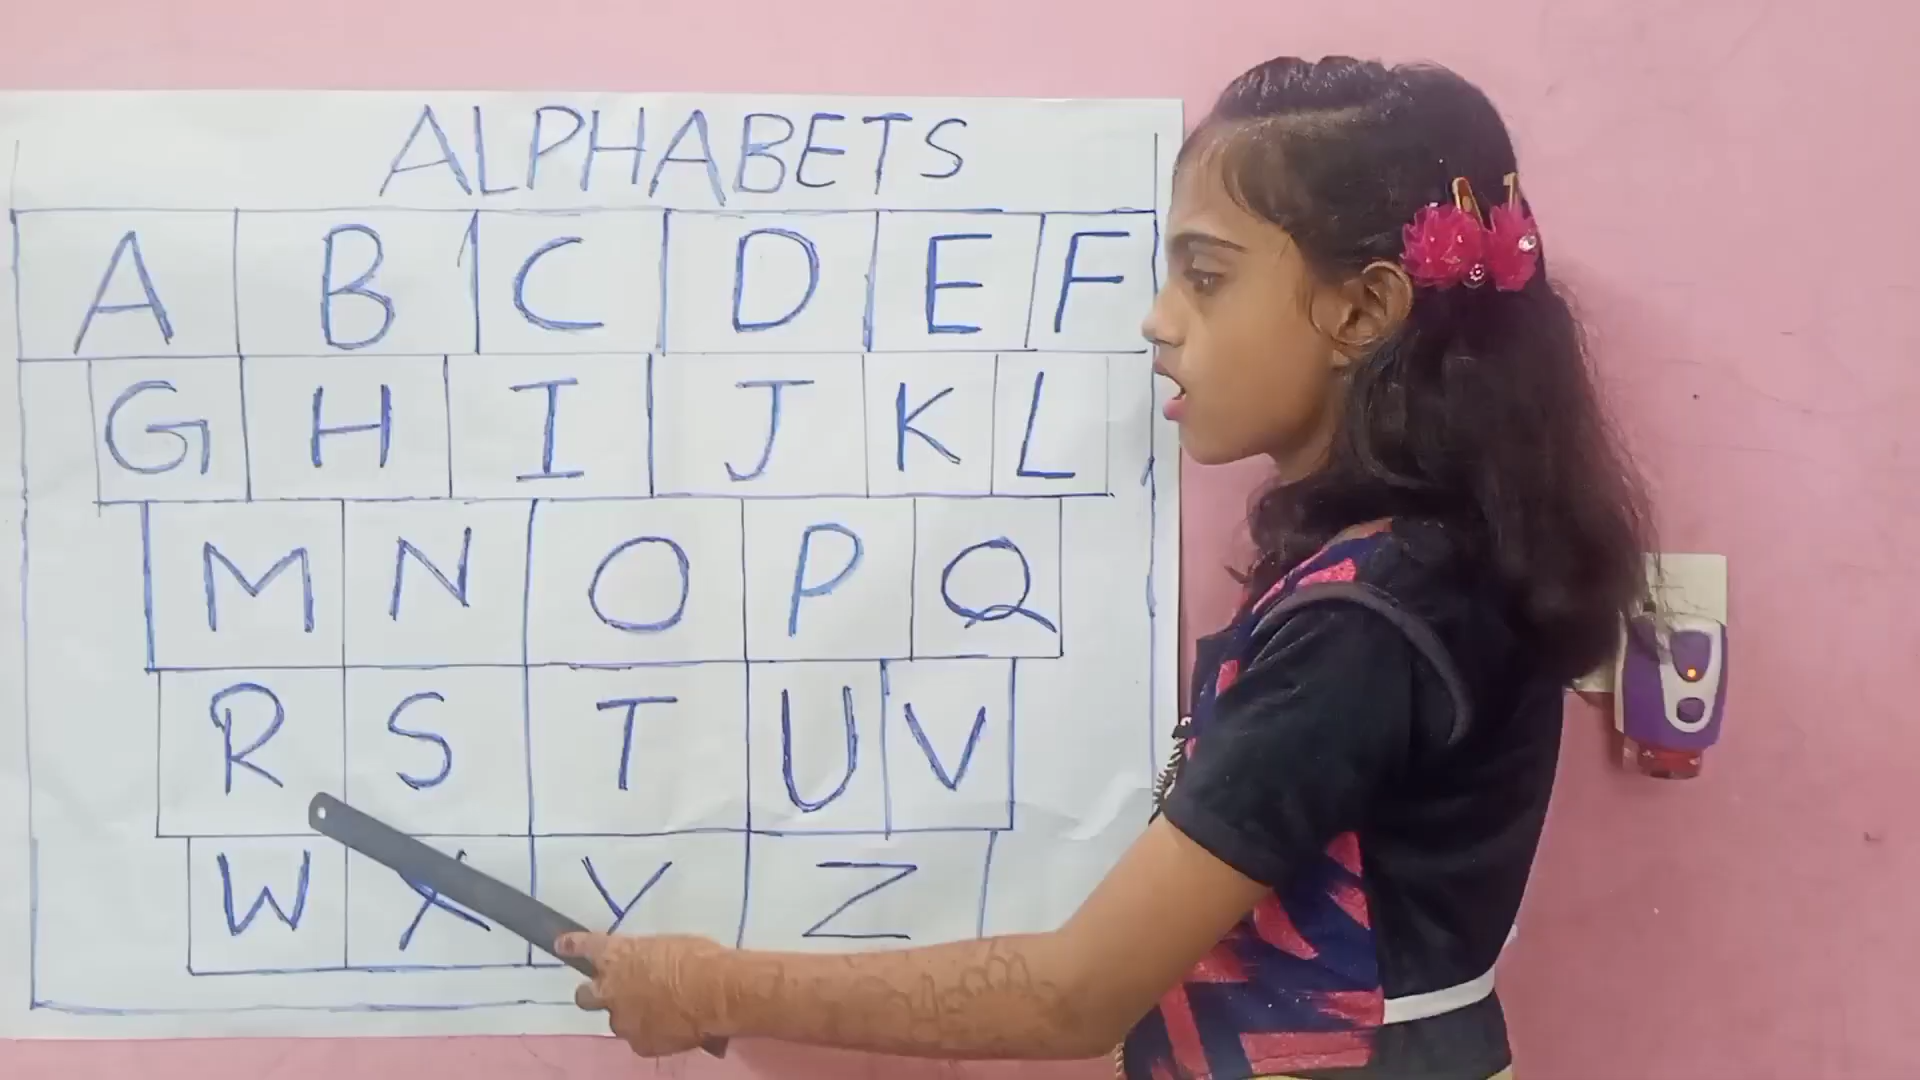 ALPHABETS
A B C D E F
G H I J K L
M N O P Q
R S T U V
W X Y Z